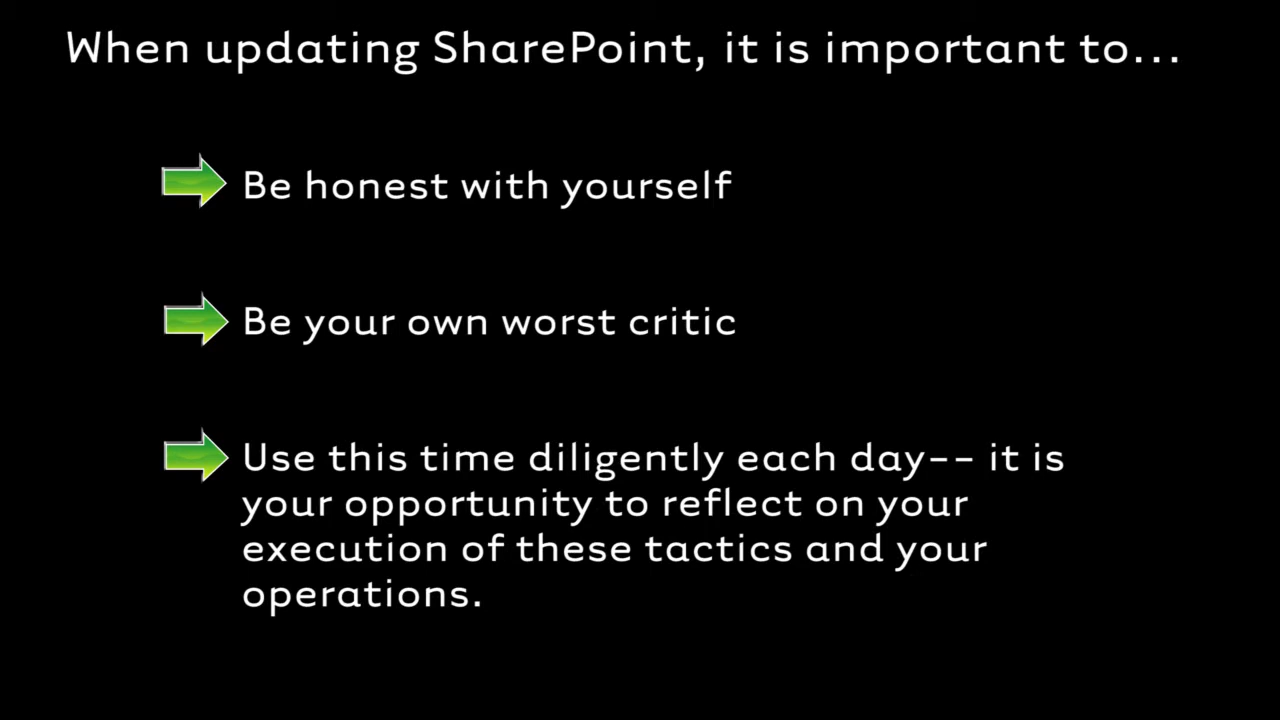 When updating SharePoint, it is important to...
Be honest with yourself
Be your own worst critic
Use this time diligently each day-- it is
your opportunity to reflect on your
execution of these tactics and your
operations.